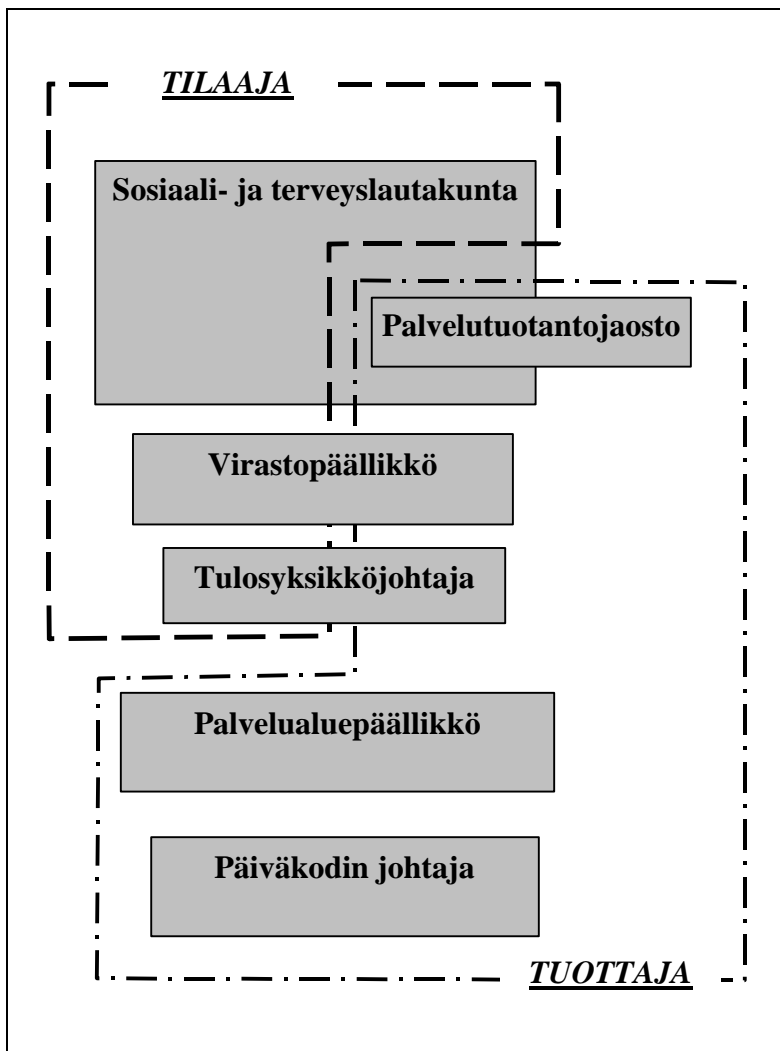 TILAAJA
Sosiaali- ja terveyslautakunta
Palvelutuotantojaosto
Virastopäällikkö
Tulosyksikköjohtaja
Palvelualuepäällikkö
Päiväkodin johtaja
TUOTTAJA